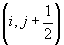 (i, j + 1/2)